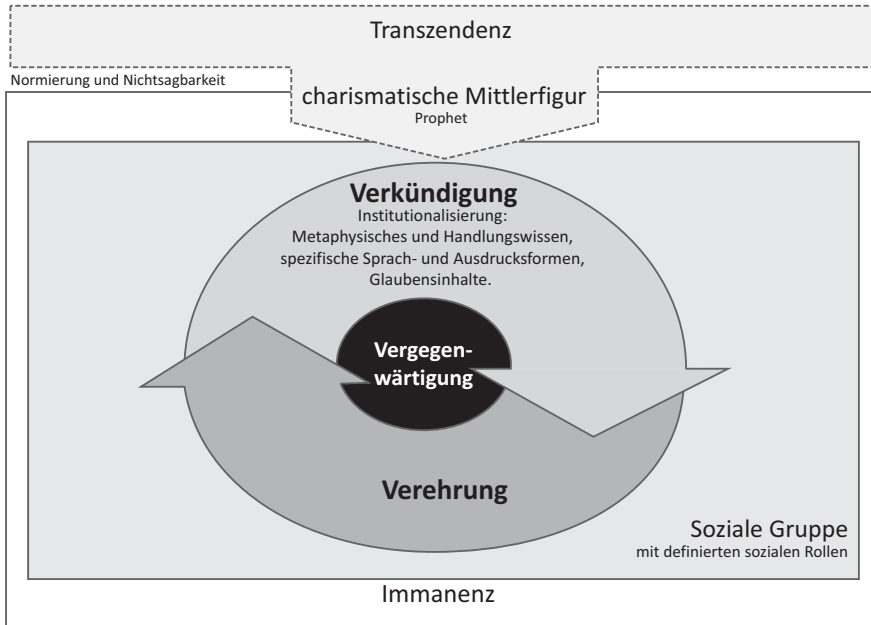 Transzendenz
Normierung und Nichtsagbarkeit
charismatische Mittlerfigur
Prophet
Verkündigung
Institutionalisierung:
Metaphysisches und Handlungswissen,
spezifische Sprach- und Ausdrucksformen,
Glaubensinhalte.
Vergegen-
wärtigung
Verehrung
Soziale Gruppe
mit definierten sozialen Rollen
Immanenz